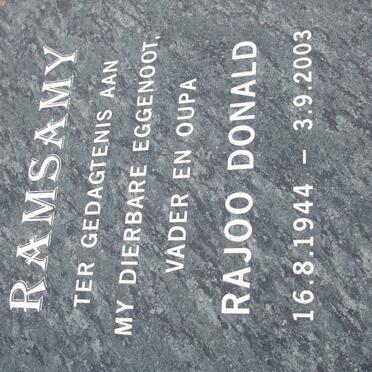 RAMSAMY
TER GEDAGTENIS AAN
MY DIERBARE EGGENOOT,
VADER EN OUPA
RAJOO DONALD
16.8.1944 – 3.9.2003